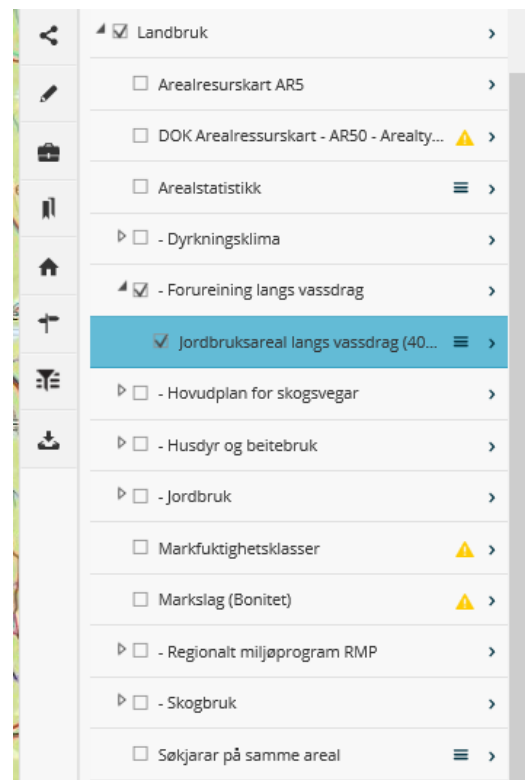 Landbruk
Arealresurskart AR5
DOK Arealressurskart - AR50 - Arealty...
Arealstatistikk
- Dyrkningsklima
- Forureining langs vassdrag
Jordbruksareal langs vassdrag (40...
- Hovudplan for skogsvegar
- Husdyr og beitebruk
- Jordbruk
Markfuktighetsklasser
Markslag (Bonitet)
- Regionalt miljøprogram RMP
- Skogbruk
Søkjarar på samme areal